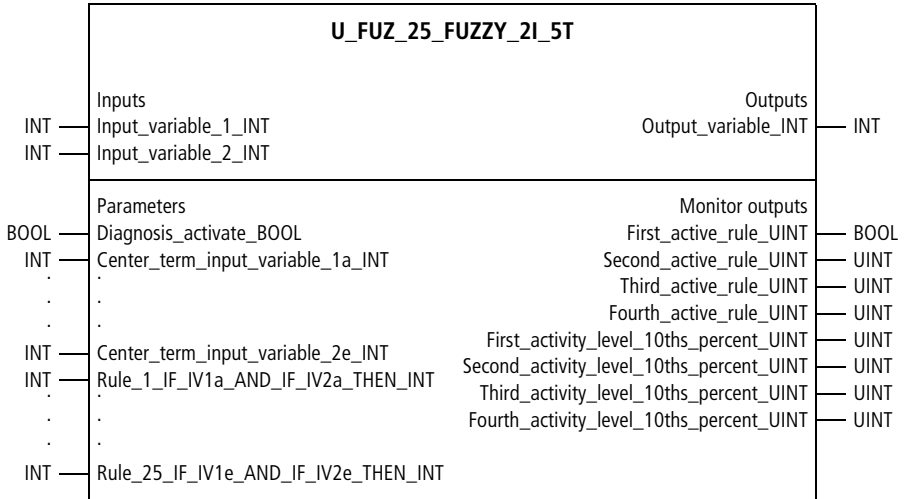 U_FUZ_25_FUZZY_2I_5T
Inputs Outputs
INT Input_variable_1_INT Output_variable_INT INT
INT Input_variable_2_INT
Parameters Monitor outputs
BOOL Diagnosis_activate_BOOL First_active_rule_UINT BOOL
INT Center_term_input_variable_1a_INT Second_active_rule_UINT UINT
. . Third_active_rule_UINT UINT
. . Fourth_active_rule_UINT UINT
. . First_activity_level_10ths_percent_UINT UINT
INT Center_term_input_variable_2e_INT Second_activity_level_10ths_percent_UINT UINT
INT Rule_1_IF_IV1a_AND_IF_IV2a_THEN_INT Third_activity_level_10ths_percent_UINT UINT
. . Fourth_activity_level_10ths_percent_UINT UINT
. .
. .
INT Rule_25_IF_IV1e_AND_IF_IV2e_THEN_INT